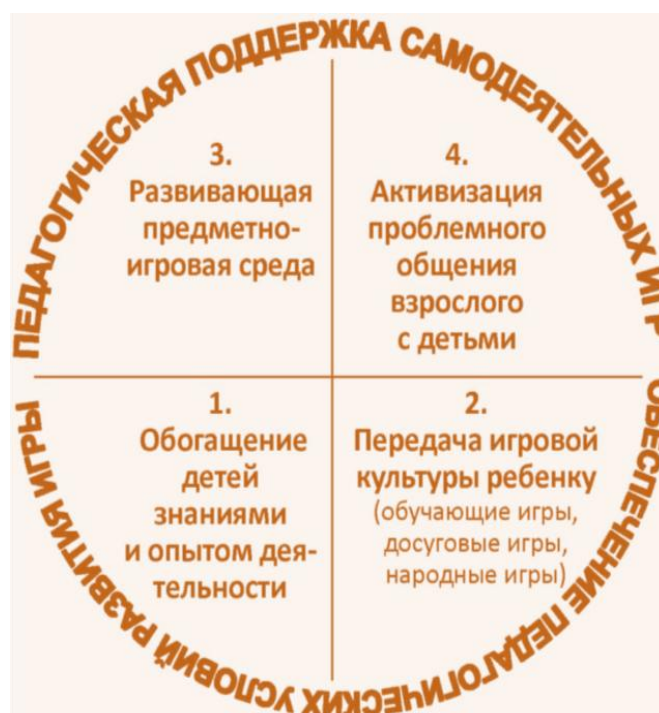 ПЕДАГОГИЧЕСКАЯ ПОДДЕРЖКА САМОДЕЯТЕЛЬНЫХ ИГР
3.
Развивающая
предметно-
игровая среда
4.
Активизация
проблемного
общения
взрослого
с детьми
1.
Обогащение
детей
знаниями
и опытом дея-
тельности
2.
Передача игровой
культуры ребенку
(обучающие игры,
досуговые игры,
народные игры)
ОБЕСПЕЧЕНИЕ ПЕДАГОГИЧЕСКИХ УСЛОВИЙ РАЗВИТИЯ ИГРЫ